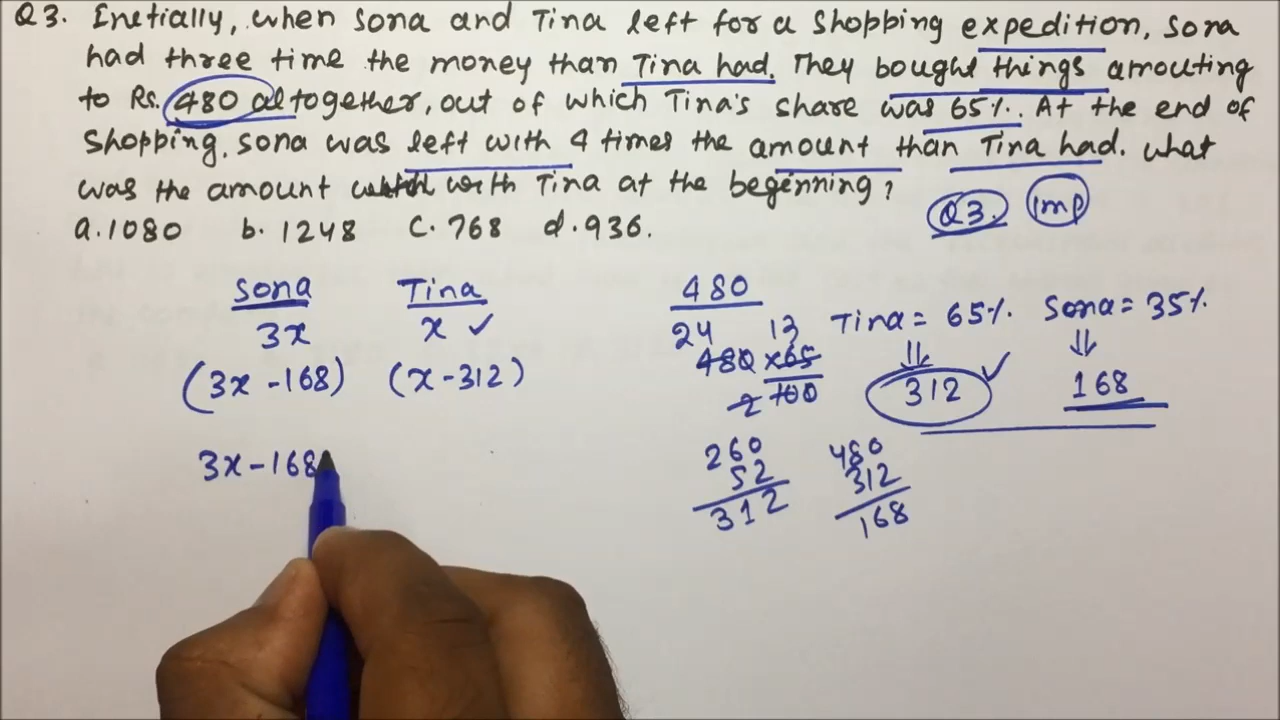 Q3. Initially, when Sona and Tina left for a shopping expedition, Sona
had three time the money than Tina had. They bought things amouting
to Rs. 480 altogether, out of which Tina's share was 65%. At the end of
Shopping, sona was left with 4 times the amount than Tina had. what
was the amount with Tina at the beginning?
Q3. Imp
a. 1080 b. 1248 c. 768 d. 936.
Sona Tina
3x x ✓
(3x - 168) (x - 312)
3x - 168
480
24 13
480 x 65
2 100
260
52
312
480
312
168
Tina = 65% Sona = 35%
312 ✓ 168